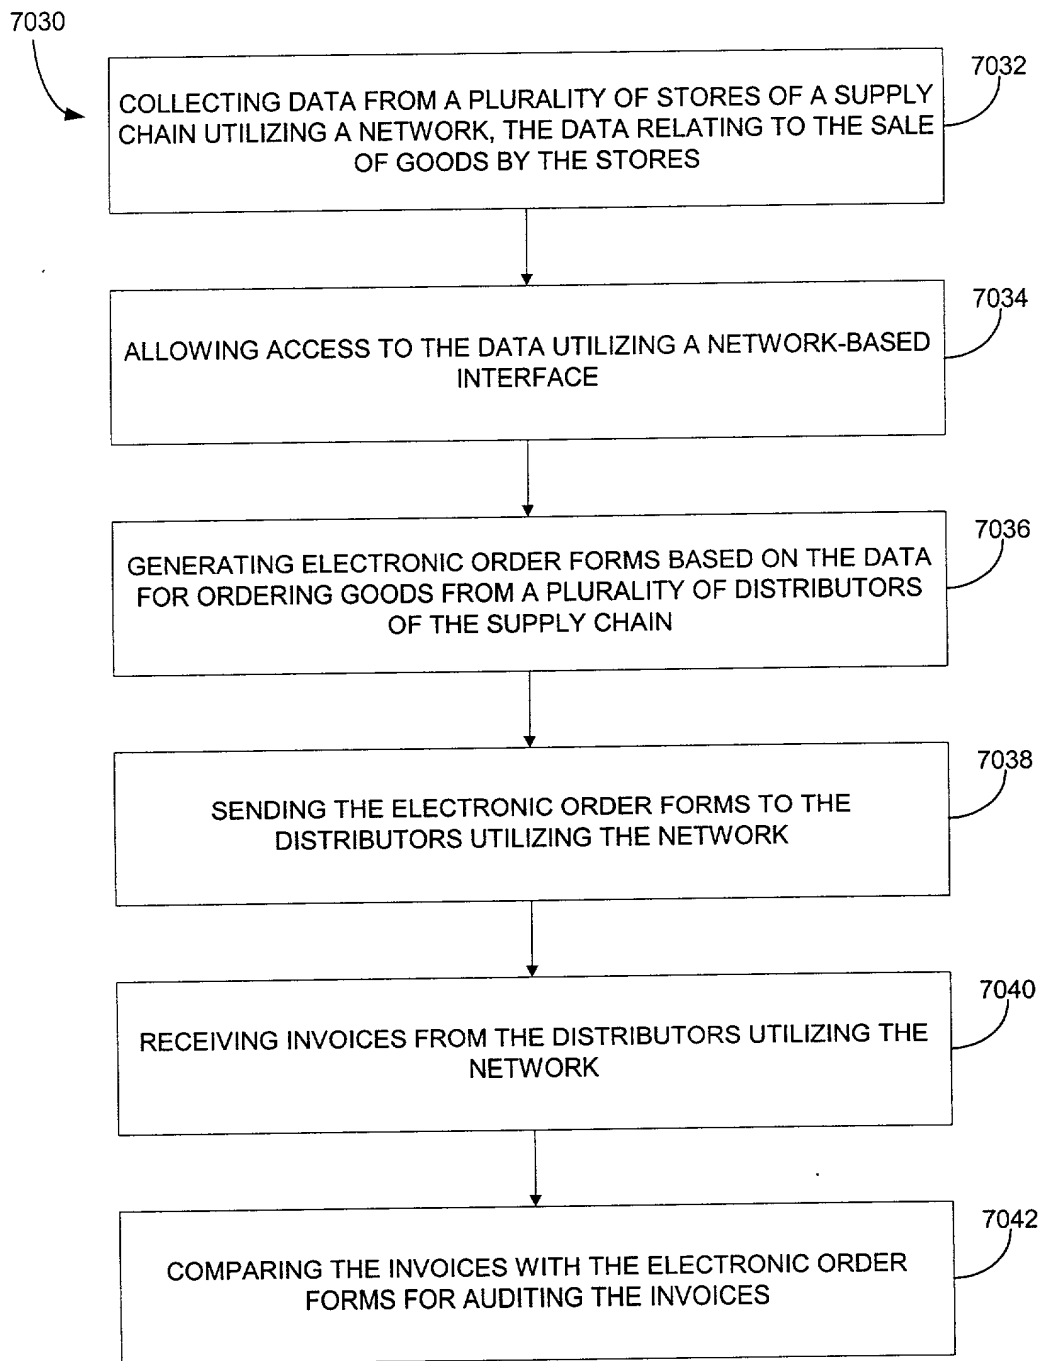 7030
7032
COLLECTING DATA FROM A PLURALITY OF STORES OF A SUPPLY
CHAIN UTILIZING A NETWORK, THE DATA RELATING TO THE SALE
OF GOODS BY THE STORES
7034
ALLOWING ACCESS TO THE DATA UTILIZING A NETWORK-BASED
INTERFACE
7036
GENERATING ELECTRONIC ORDER FORMS BASED ON THE DATA
FOR ORDERING GOODS FROM A PLURALITY OF DISTRIBUTORS
OF THE SUPPLY CHAIN
7038
SENDING THE ELECTRONIC ORDER FORMS TO THE
DISTRIBUTORS UTILIZING THE NETWORK
7040
RECEIVING INVOICES FROM THE DISTRIBUTORS UTILIZING THE
NETWORK
7042
COMPARING THE INVOICES WITH THE ELECTRONIC ORDER
FORMS FOR AUDITING THE INVOICES